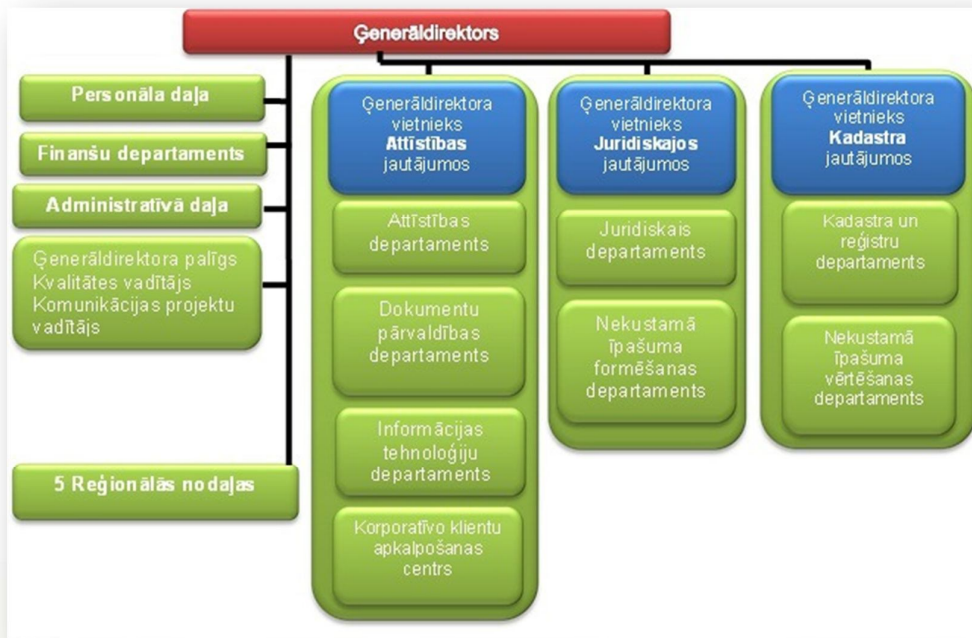 Ģenerāldirektors
Personāla daļa
Finanšu departaments
Administratīvā daļa
Ģenerāldirektora palīgs
Kvalitātes vadītājs
Komunikācijas projektu
vadītājs
5 Reģionālās nodaļas
Ģenerāldirektora
vietnieks
Attīstības
jautājumos
Attīstības
departaments
Dokumentu
pārvaldības
departaments
Informācijas
tehnoloģiju
departaments
Korporatīvo klientu
apkalpošanas
centrs
Ģenerāldirektora
vietnieks
Juridiskajos
jautājumos
Juridiskais
departaments
Nekustamā
īpašuma
formēšanas
departaments
Ģenerāldirektora
vietnieks
Kadastra
jautājumos
Kadastra un
reģistru
departaments
Nekustamā
īpašuma
vērtēšanas
departaments